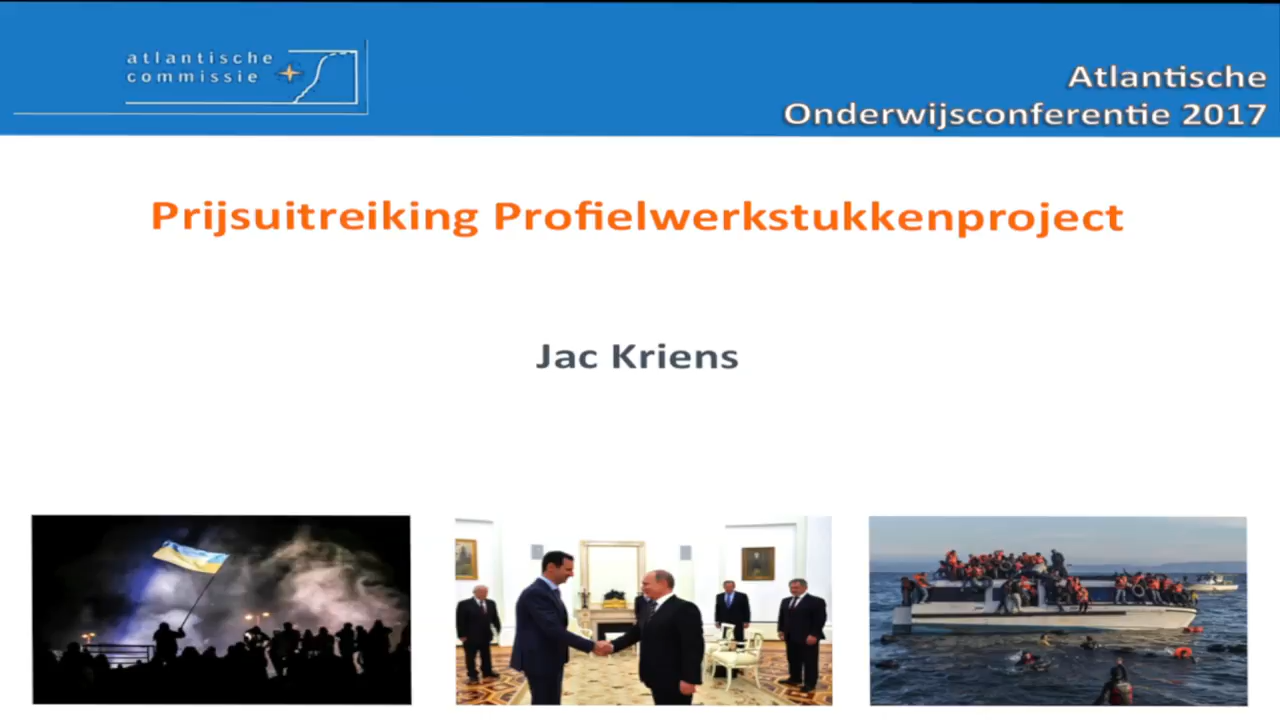 atlantische
commissie
Atlantische
Onderwijsconferentie 2017
Prijsuitreiking Profielwerkstukkenproject
Jac Kriens